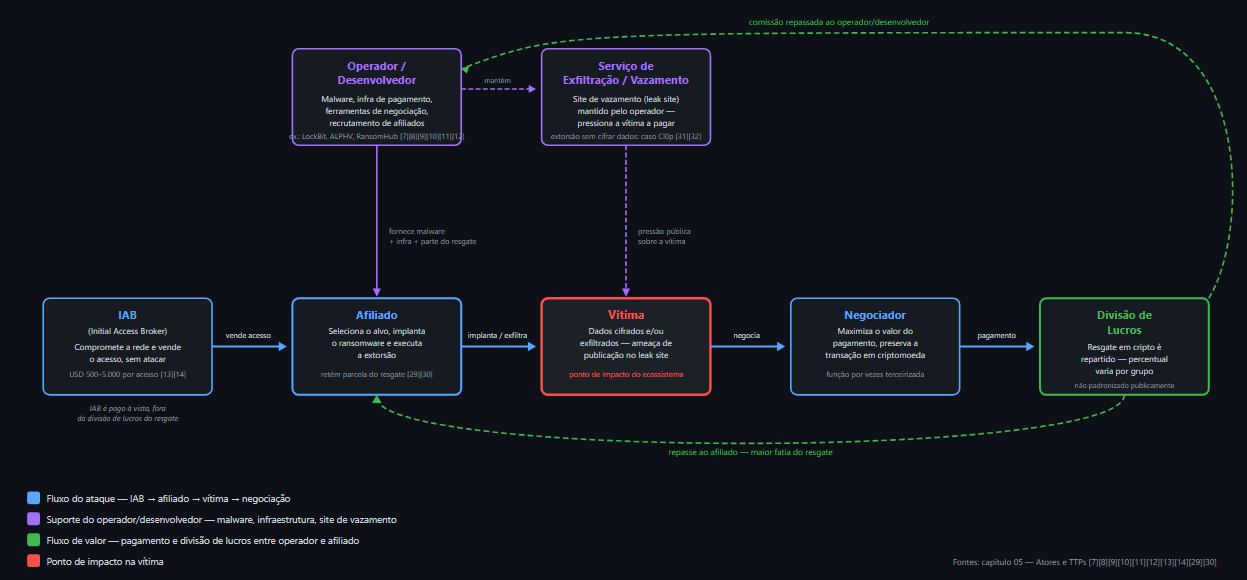 comissão repassada ao operador/desenvolvedor
Operador /
Desenvolvedor
Malware, infra de pagamento,
ferramentas de negociação,
recrutamento de afiliados
ex.: LockBit, ALPHV, RansomHub [7][8][9][10][11][12]
mantém
Serviço de
Exfiltração / Vazamento
Site de vazamento (leak site)
mantido pelo operador —
pressiona a vítima a pagar
extorsão sem cifrar dados: caso Cl0p [31][32]
fornece malware
+ infra + parte do resgate
pressão pública
sobre a vítima
IAB
(Initial Access Broker)
Compromete a rede e vende
o acesso, sem atacar
USD 500–5.000 por acesso [13][14]
IAB é pago à vista, fora
da divisão de lucros do resgate
vende acesso
Afiliado
Seleciona o alvo, implanta
o ransomware e executa
a extorsão
retém parcela do resgate [29][30]
implanta / exfiltra
Vítima
Dados cifrados e/ou
exfiltrados — ameaça de
publicação no leak site
ponto de impacto do ecossistema
negocia
Negociador
Maximiza o valor do
pagamento, preserva a
transação em criptomoeda
função por vezes terceirizada
pagamento
Divisão de
Lucros
Resgate em cripto é
repartido — percentual
varia por grupo
não padronizado publicamente
repasse ao afiliado — maior fatia do resgate
Fluxo do ataque — IAB → afiliado → vítima → negociação
Suporte do operador/desenvolvedor — malware, infraestrutura, site de vazamento
Fluxo de valor — pagamento e divisão de lucros entre operador e afiliado
Ponto de impacto na vítima
Fontes: capítulo 05 — Atores e TTPs [7][8][9][10][11][12][13][14][29][30]